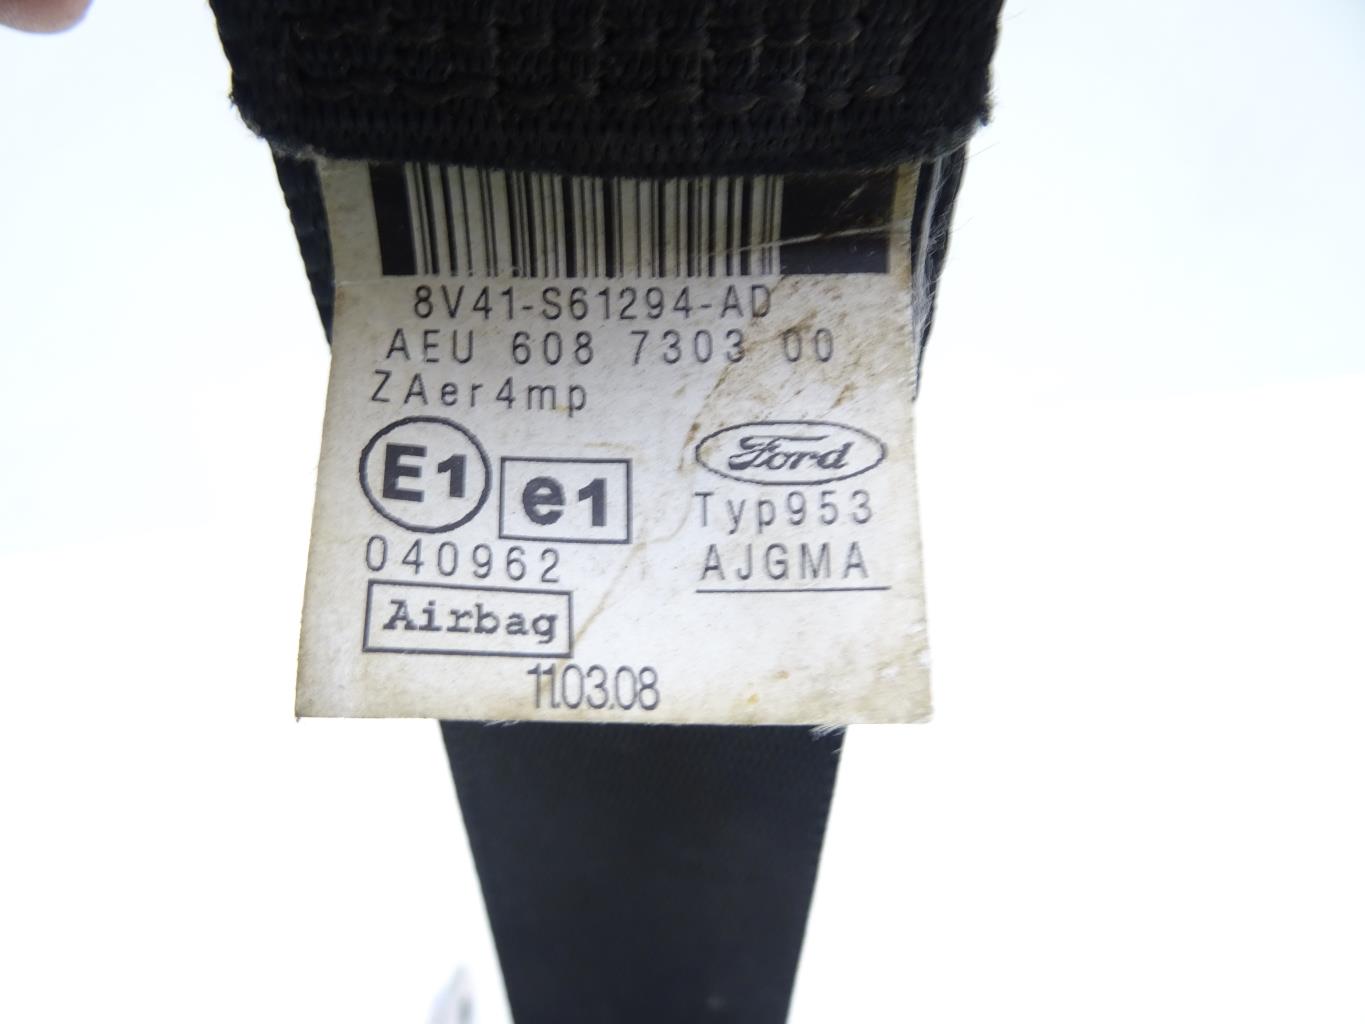 8V41-S61294-AD
AEU 608 7303 00
ZAer4mp
E1 e1 Ford
Typ953
040962 AJGMA
Airbag
11.03.08